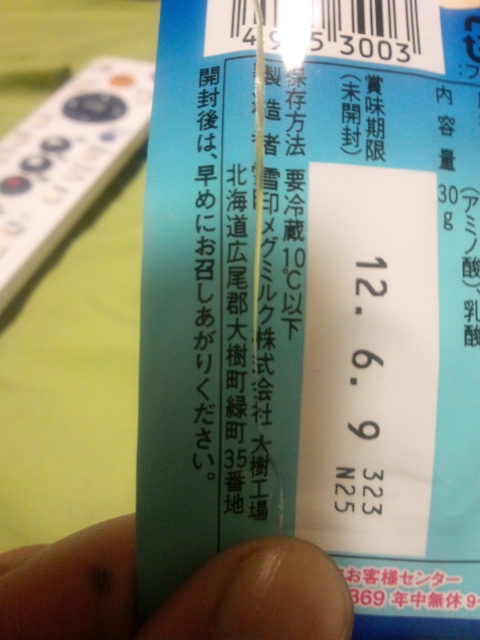 3003
内容量 30g
(アミノ酸)、乳酸
賞味期限
(未開封)
12.6.9
323
N25
保存方法 要冷蔵10℃以下
製造者 雪印メグミルク株式会社 大樹工場
北海道広尾郡大樹町緑町35番地
開封後は、早めにお召しあがりください。
お客様センター
369 年中無休 9